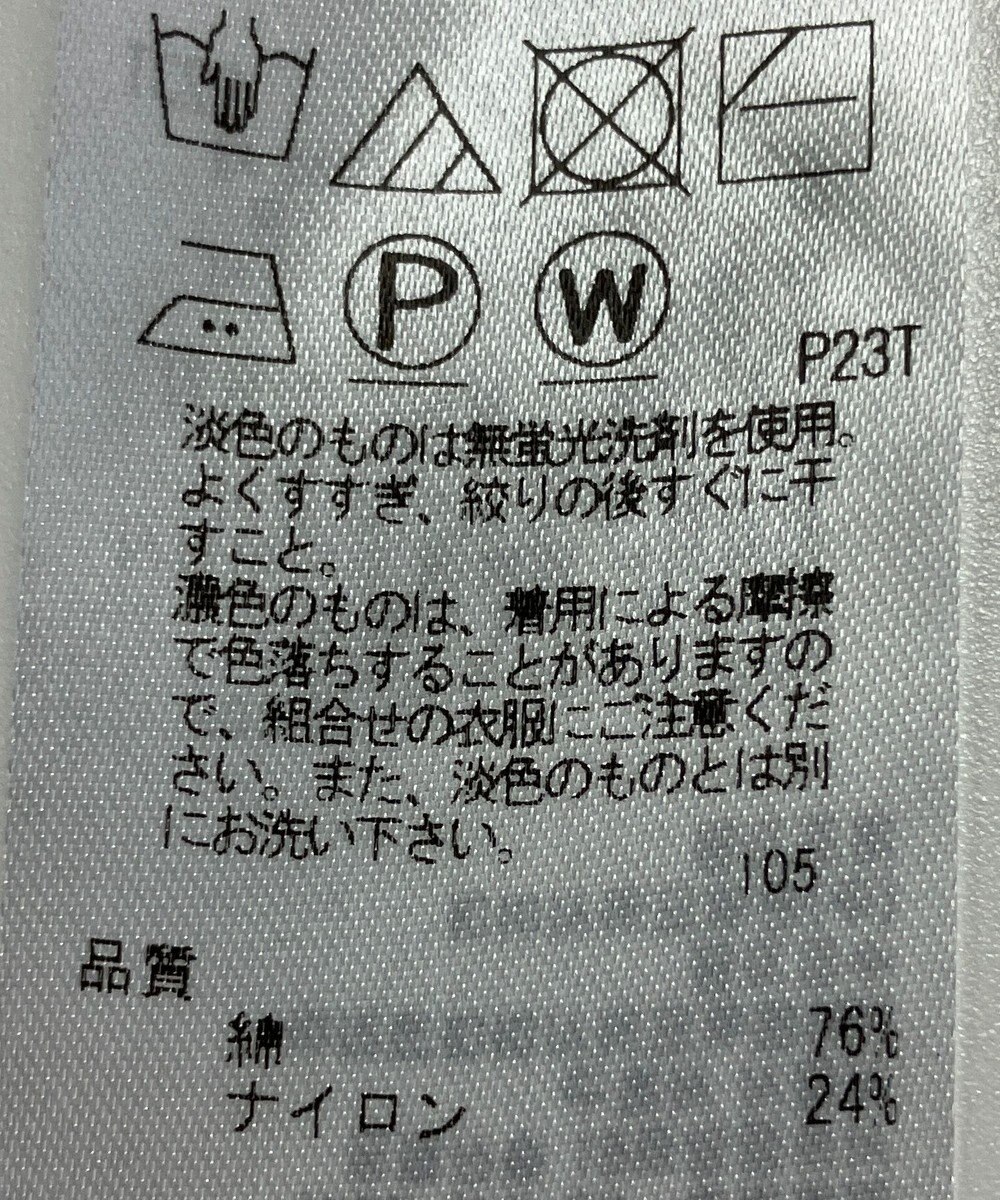 P
W
P23T
淡色のものは無蛍光洗剤を使用。
よくすすぎ、絞りの後すぐに干
すこと。
濃色のものは、着用による摩擦
で色落ちすることがありますの
で、組合せの衣服にご注意くだ
さい。また、淡色のものとは別
にお洗い下さい。
105
品質
綿 76%
ナイロン 24%